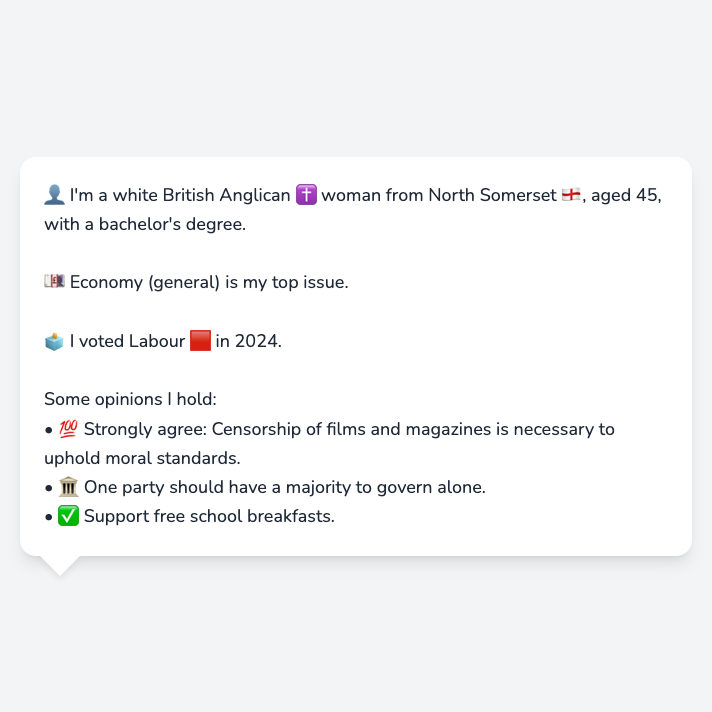 👤 I'm a white British Anglican ✝️ woman from North Somerset 🏴󠁧󠁢󠁥󠁮󠁧󠁿, aged 45,
with a bachelor's degree.
💷 Economy (general) is my top issue.
🗳️ I voted Labour 🟥 in 2024.
Some opinions I hold:
• 💯 Strongly agree: Censorship of films and magazines is necessary to
uphold moral standards.
• 🏛️ One party should have a majority to govern alone.
• ✅ Support free school breakfasts.